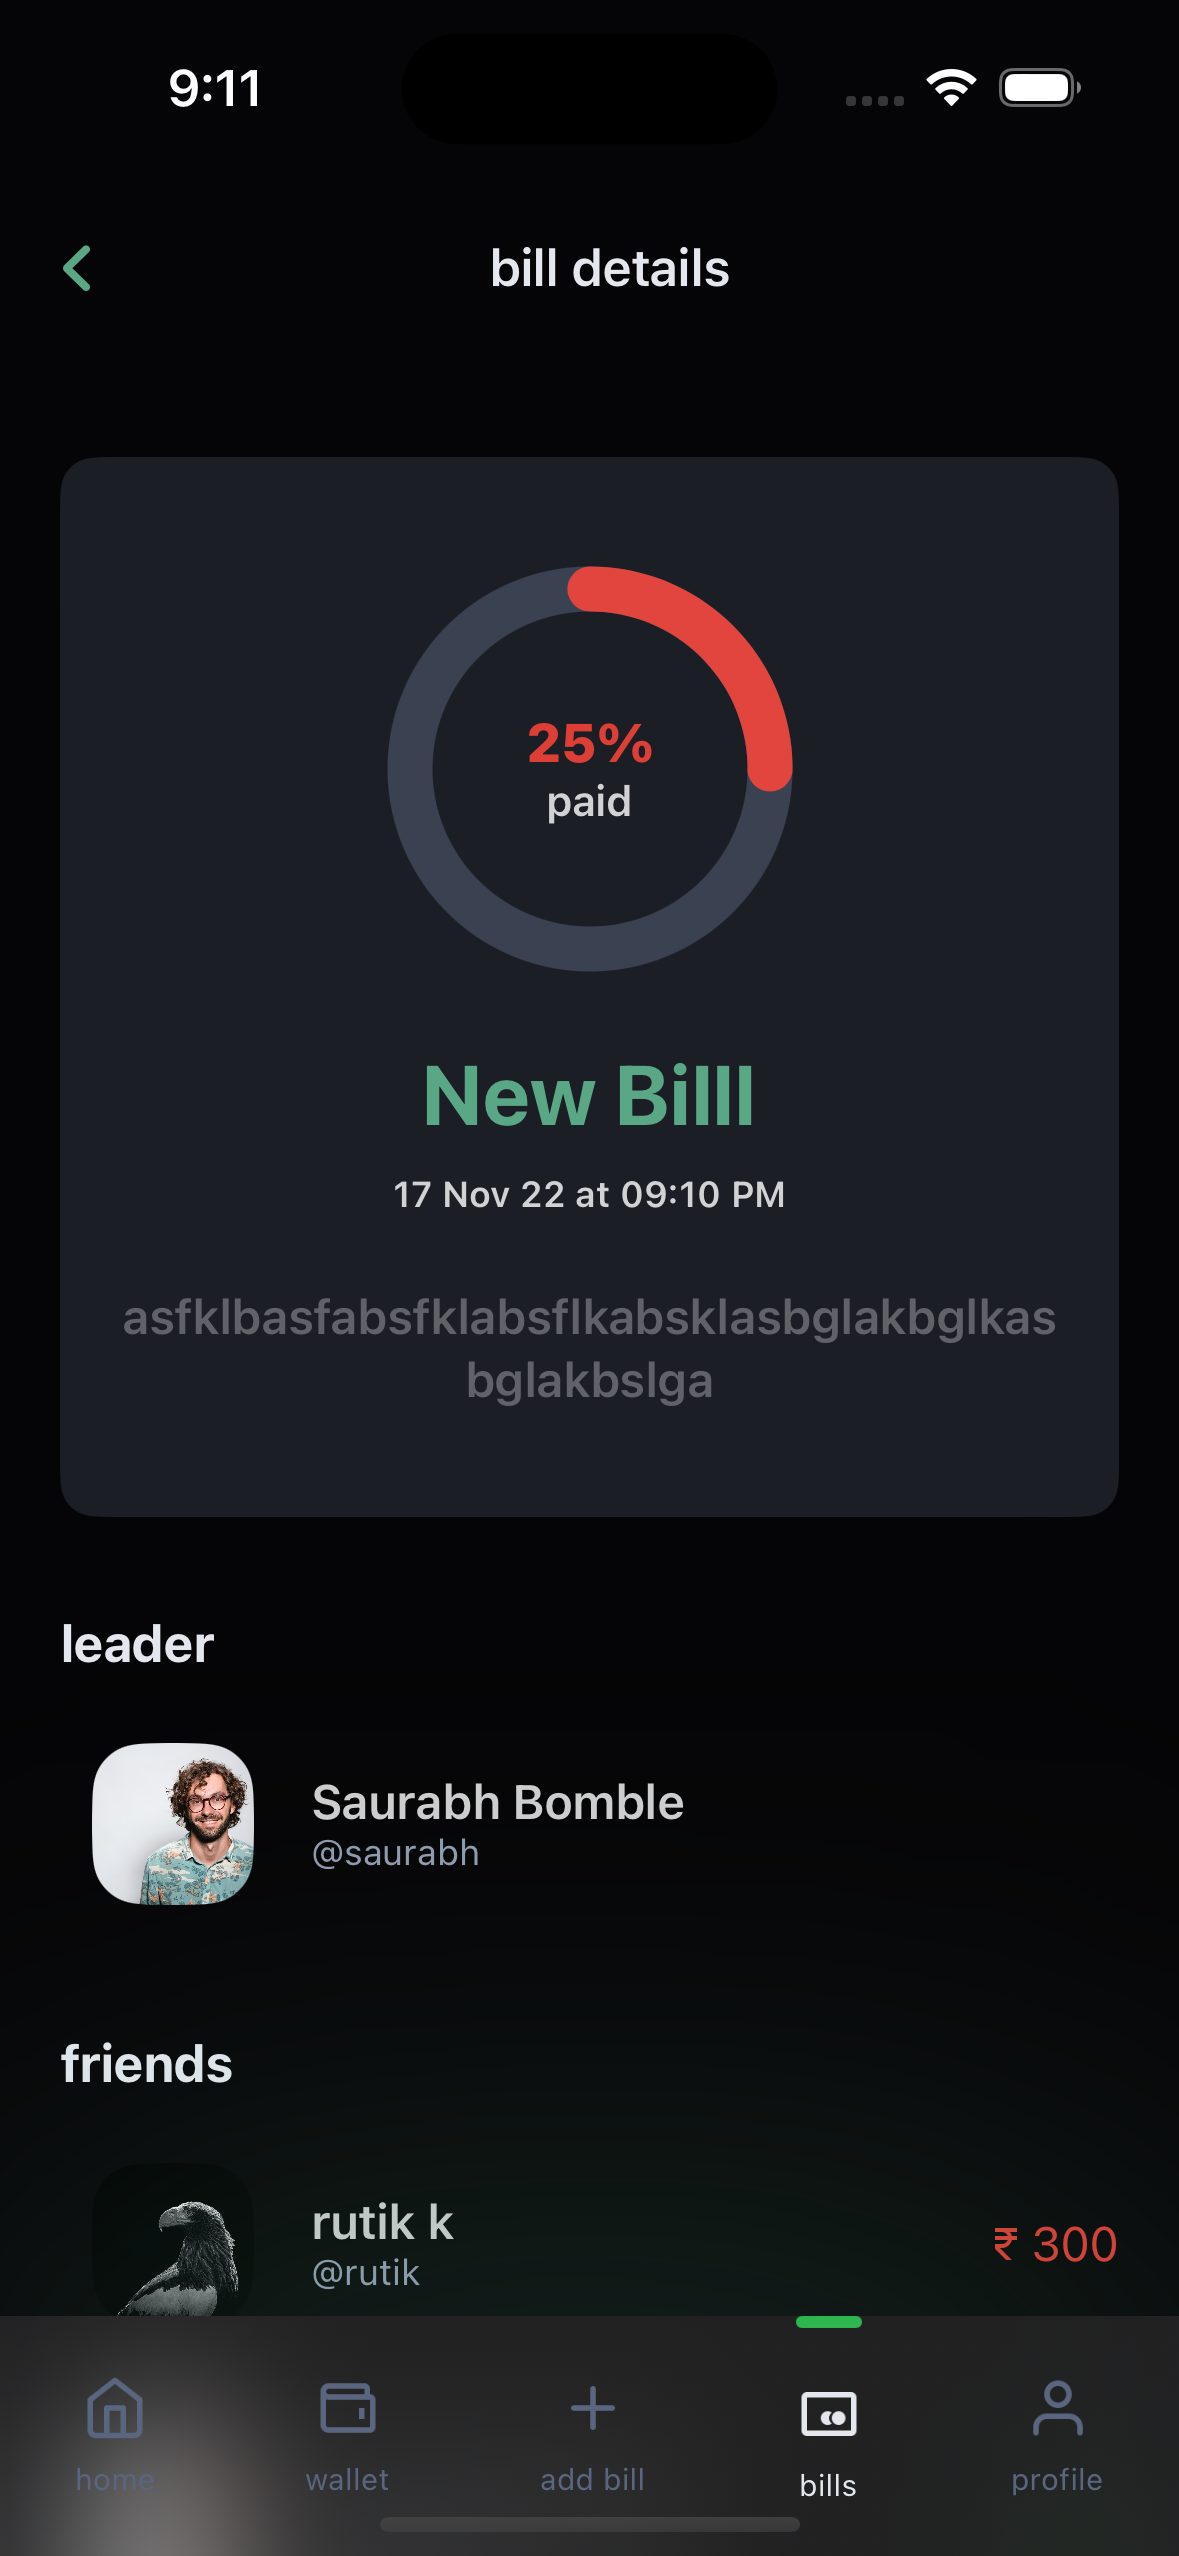 9:11
bill details
25%
paid
New Billl
17 Nov 22 at 09:10 PM
asfklbasfabsfklabsflkabsklasbglakbglkas
bglakbslga
leader
Saurabh Bomble
@saurabh
friends
rutik k
@rutik
₹ 300
home
wallet
add bill
bills
profile